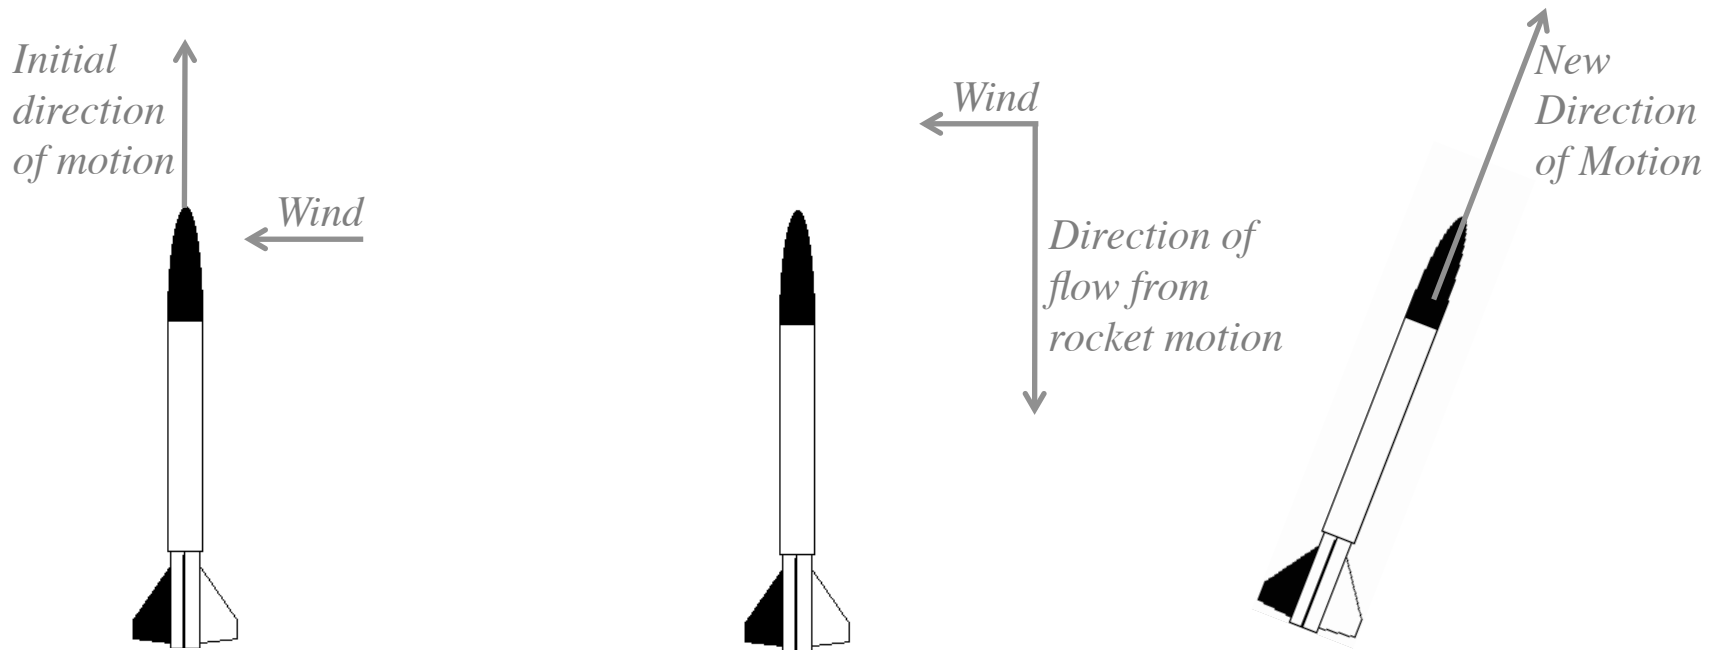 Initial
direction
of motion
Wind
Wind
Direction of
flow from
rocket motion
New
Direction
of Motion